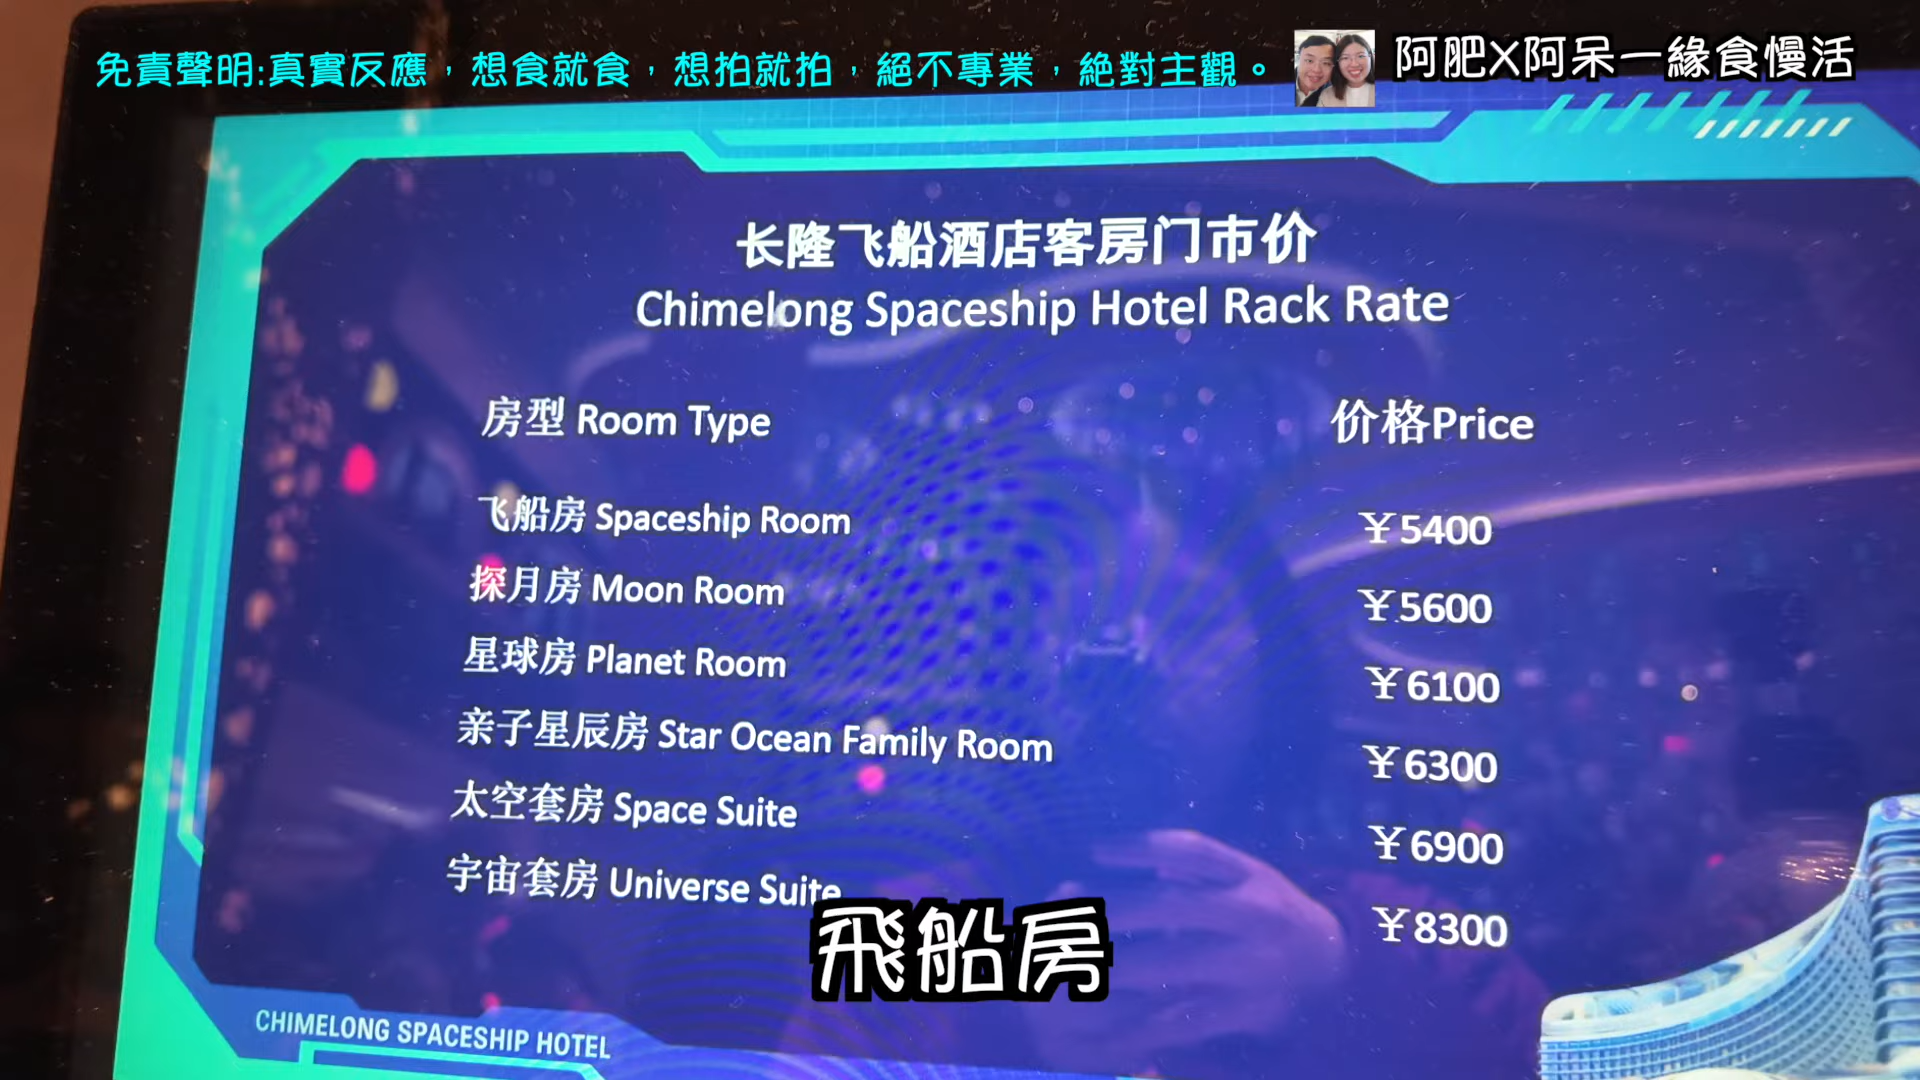 免責聲明:真實反應，想食就食，想拍就拍，絕不專業，絶對主觀。
阿肥X阿呆一緣食慢活
长隆飞船酒店客房门市价
Chimelong Spaceship Hotel Rack Rate
房型 Room Type 价格Price
飞船房 Spaceship Room ￥5400
探月房 Moon Room ￥5600
星球房 Planet Room ￥6100
亲子星辰房 Star Ocean Family Room ￥6300
太空套房 Space Suite ￥6900
宇宙套房 Universe Suite ￥8300
飛船房
CHIMELONG SPACESHIP HOTEL